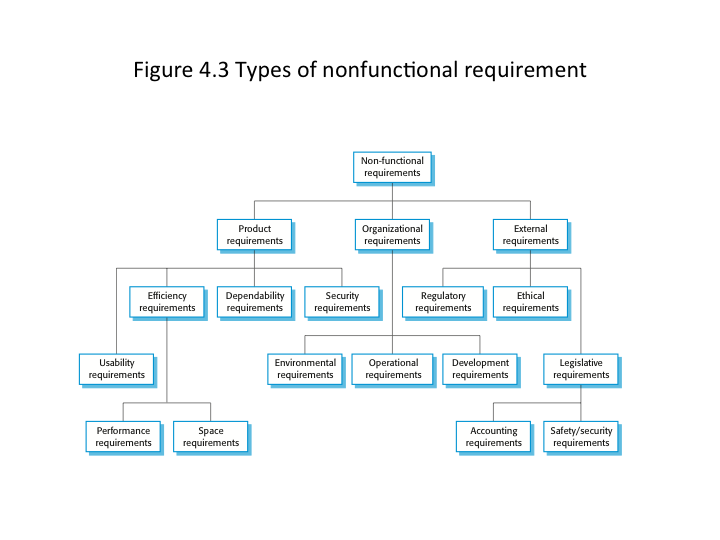 Figure 4.3 Types of nonfunctional requirement
Non-functional
requirements
Product
requirements
Organizational
requirements
External
requirements
Efficiency
requirements
Dependability
requirements
Security
requirements
Regulatory
requirements
Ethical
requirements
Usability
requirements
Environmental
requirements
Operational
requirements
Development
requirements
Legislative
requirements
Performance
requirements
Space
requirements
Accounting
requirements
Safety/security
requirements